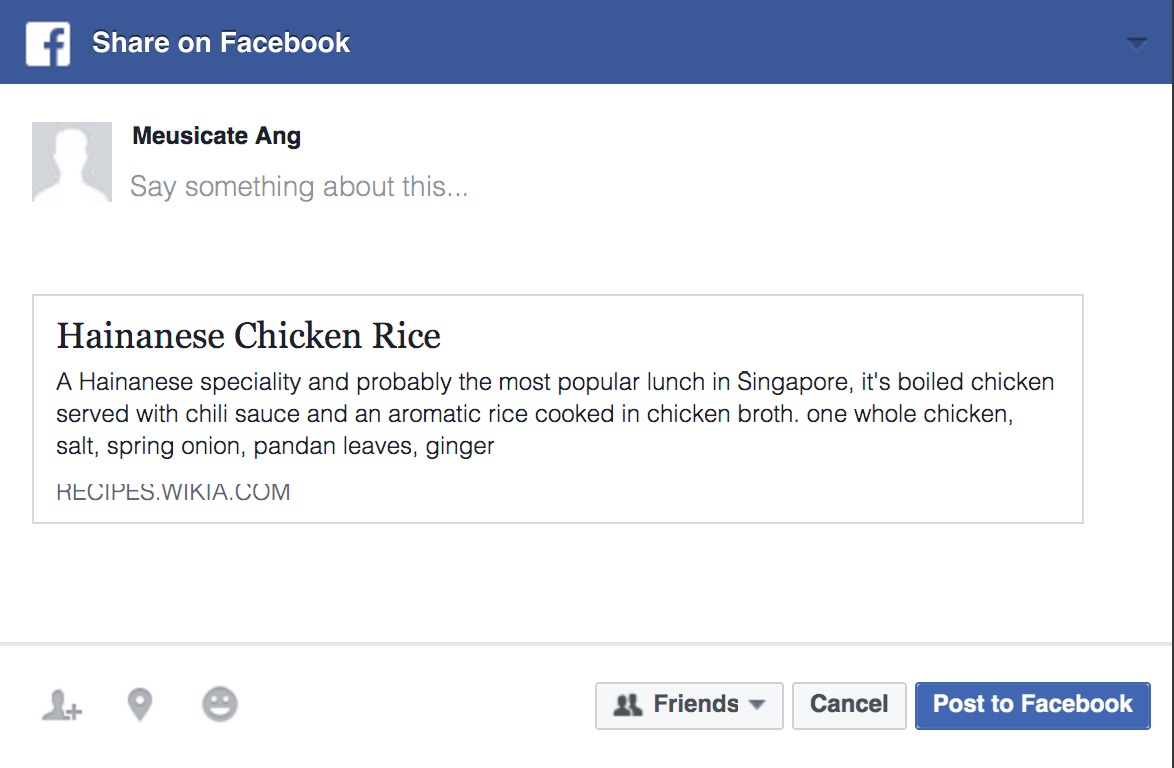 Share on Facebook
Meusicate Ang
Say something about this...
Hainanese Chicken Rice
A Hainanese speciality and probably the most popular lunch in Singapore, it's boiled chicken
served with chili sauce and an aromatic rice cooked in chicken broth. one whole chicken,
salt, spring onion, pandan leaves, ginger
RECIPES.WIKIA.COM
Friends Cancel Post to Facebook